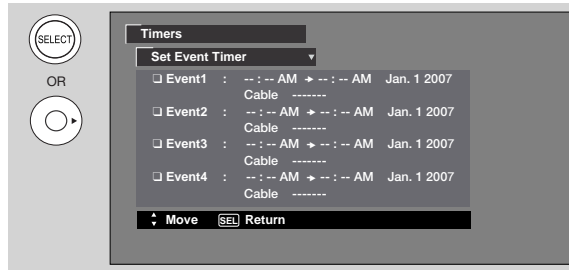 SELECT
OR
Timers
Set Event Timer ▼
❏ Event1 : -- : -- AM ➔ -- : -- AM Jan. 1 2007
Cable -------
❏ Event2 : -- : -- AM ➔ -- : -- AM Jan. 1 2007
Cable -------
❏ Event3 : -- : -- AM ➔ -- : -- AM Jan. 1 2007
Cable -------
❏ Event4 : -- : -- AM ➔ -- : -- AM Jan. 1 2007
Cable -------
Move SEL Return